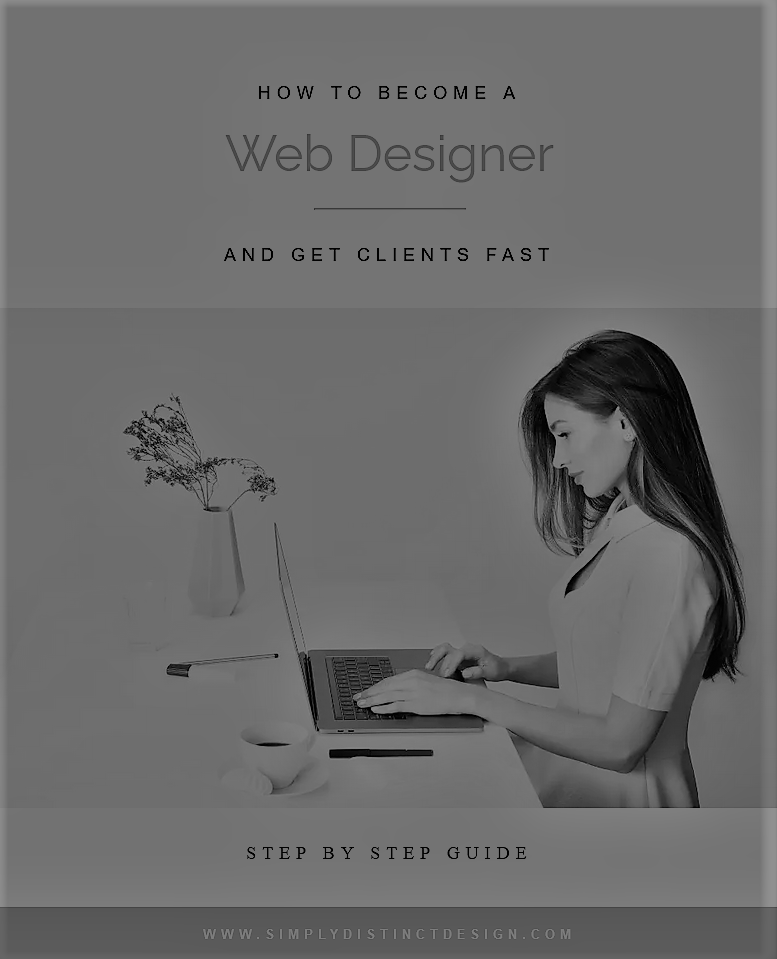 HOW TO BECOME A
Web Designer
AND GET CLIENTS FAST
STEP BY STEP GUIDE
WWW.SIMPLYDISTINCTDESIGN.COM